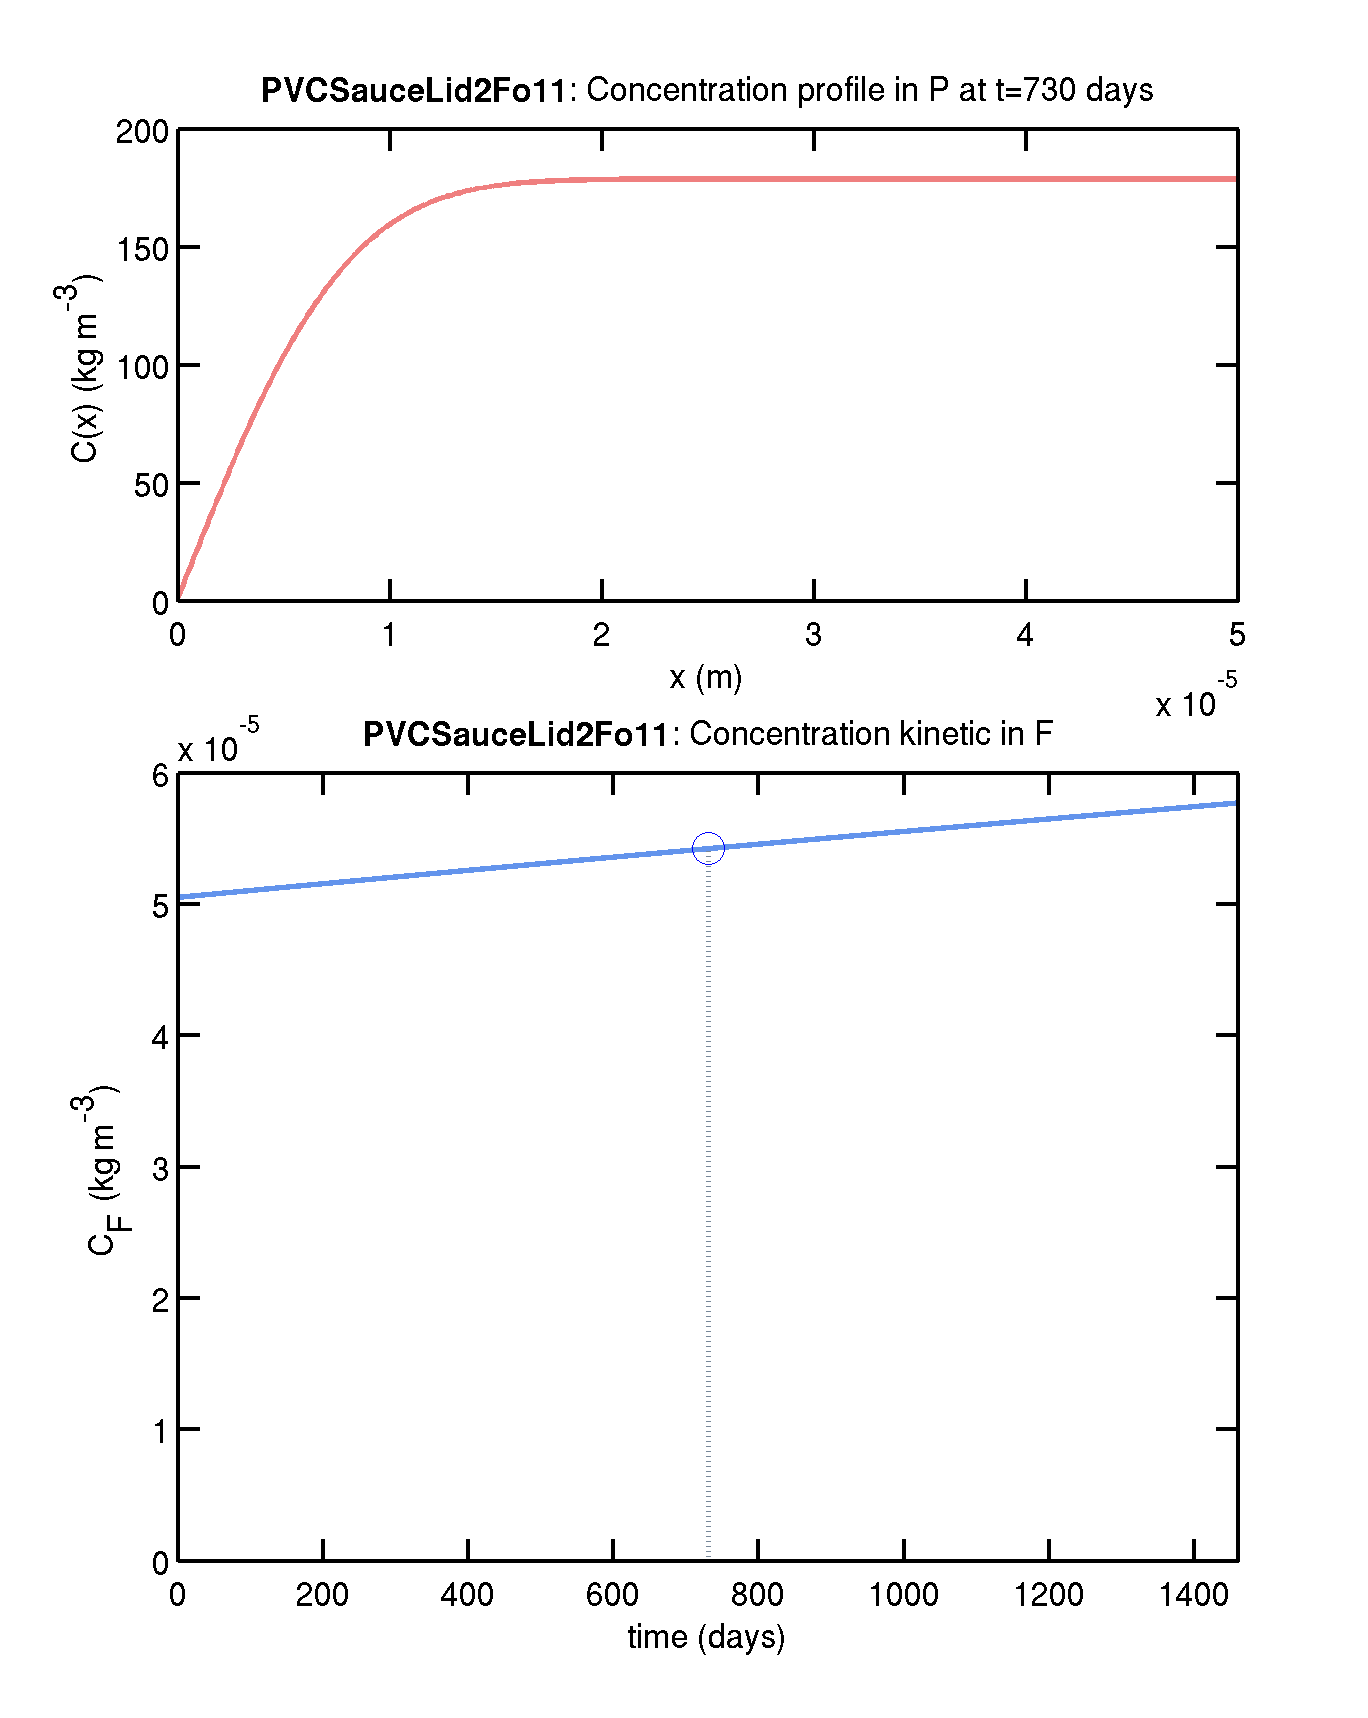 PVCSauceLid2Fo11: Concentration profile in P at t=730 days
200
150
100
50
0
C(x) (kg m-3)
0 1 2 3 4 5
x (m)
x 10-5
PVCSauceLid2Fo11: Concentration kinetic in F
x 10-5
6
5
4
3
2
1
0
CF (kg m-3)
0 200 400 600 800 1000 1200 1400
time (days)